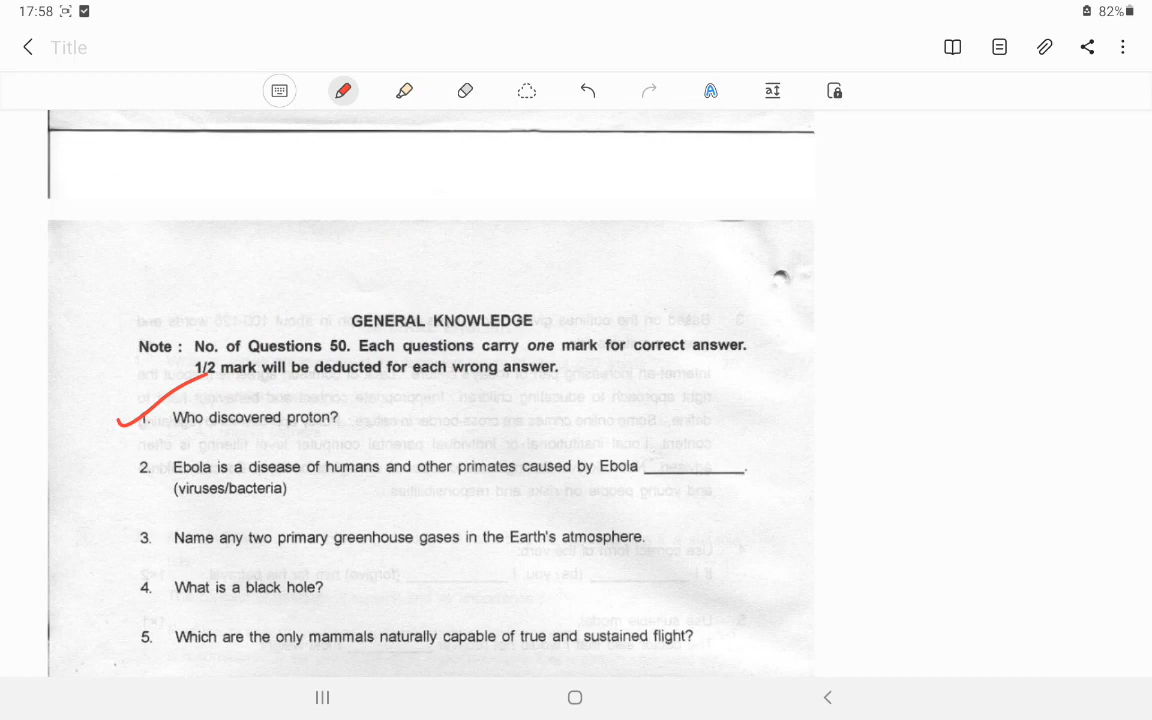 17:58
82%
Title
GENERAL KNOWLEDGE
Note : No. of Questions 50. Each questions carry one mark for correct answer.
1/2 mark will be deducted for each wrong answer.
1. Who discovered proton?
2. Ebola is a disease of humans and other primates caused by Ebola ____________.
(viruses/bacteria)
3. Name any two primary greenhouse gases in the Earth's atmosphere.
4. What is a black hole?
5. Which are the only mammals naturally capable of true and sustained flight?